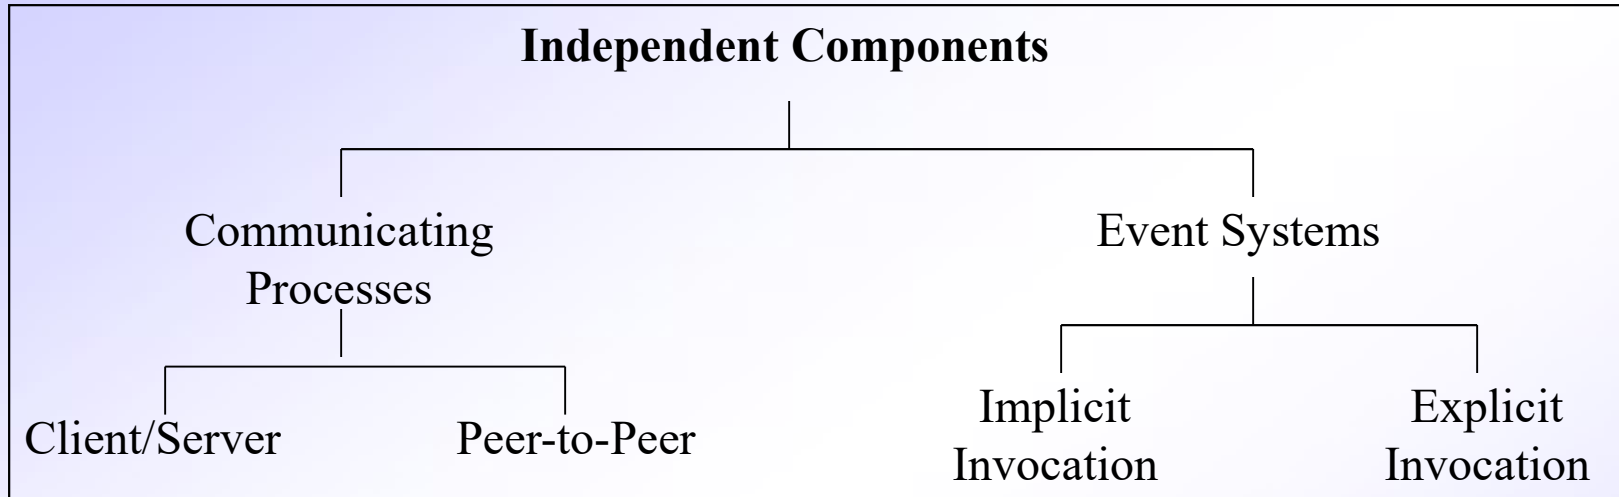 Independent Components
Communicating
Processes
Event Systems
Client/Server
Peer-to-Peer
Implicit
Invocation
Explicit
Invocation